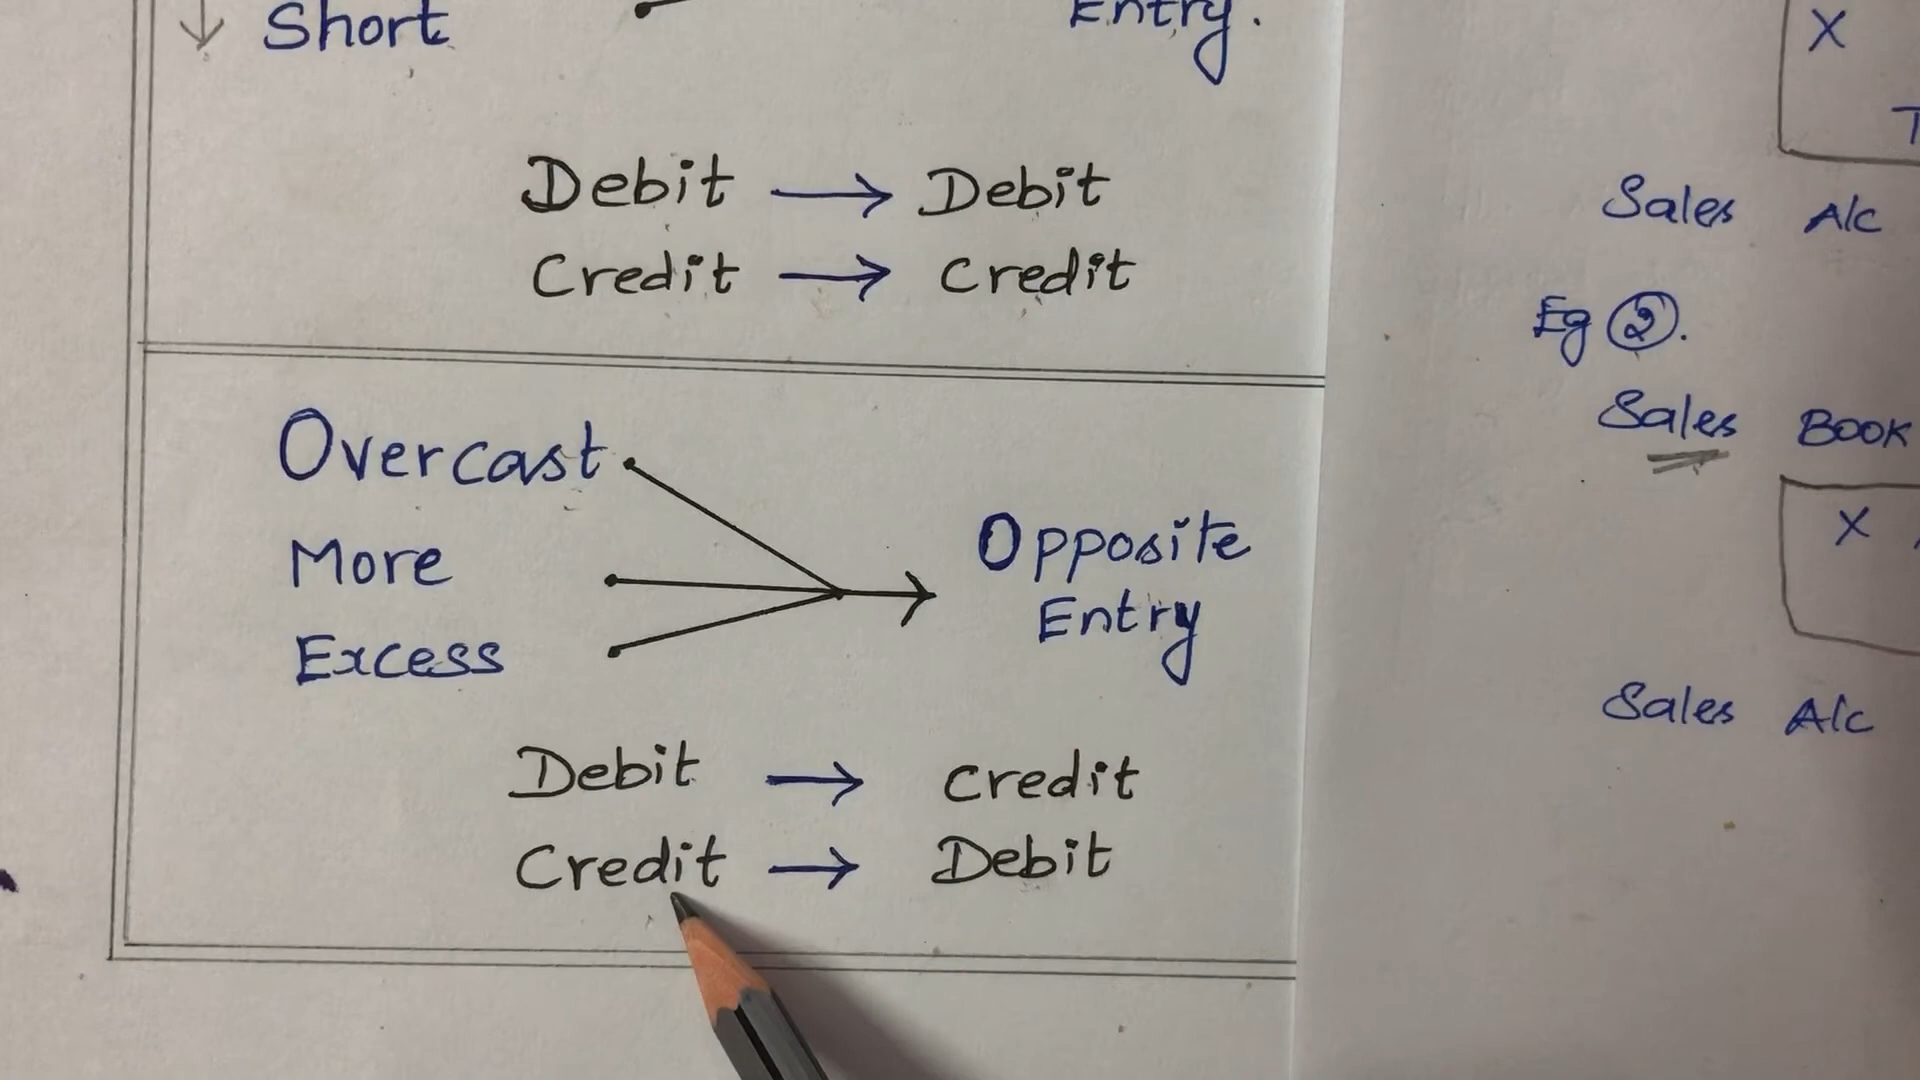 Short
Entry.
Debit → Debit
Credit → Credit
Overcast
More
Excess
Opposite
Entry
Debit → Credit
Credit → Debit
X
T
Sales A/c
Eg ②.
Sales Book
X
Sales A/c